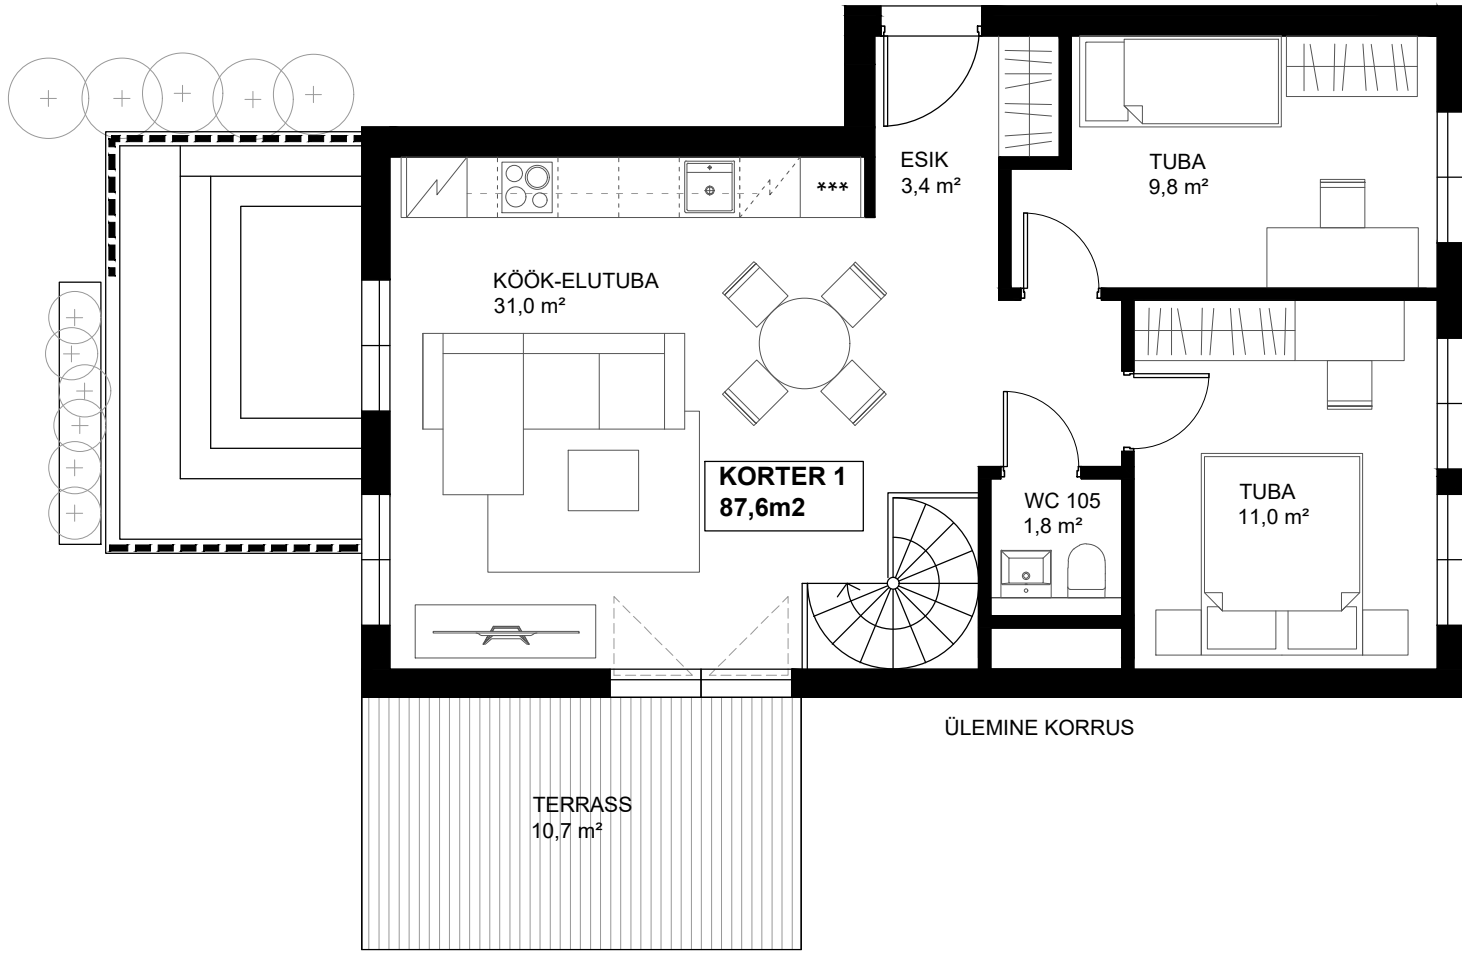 ESIK
3,4 m²
TUBA
9,8 m²
***
KÖÖK-ELUTUBA
31,0 m²
KORTER 1
87,6m2
WC 105
1,8 m²
TUBA
11,0 m²
ÜLEMINE KORRUS
TERRASS
10,7 m²